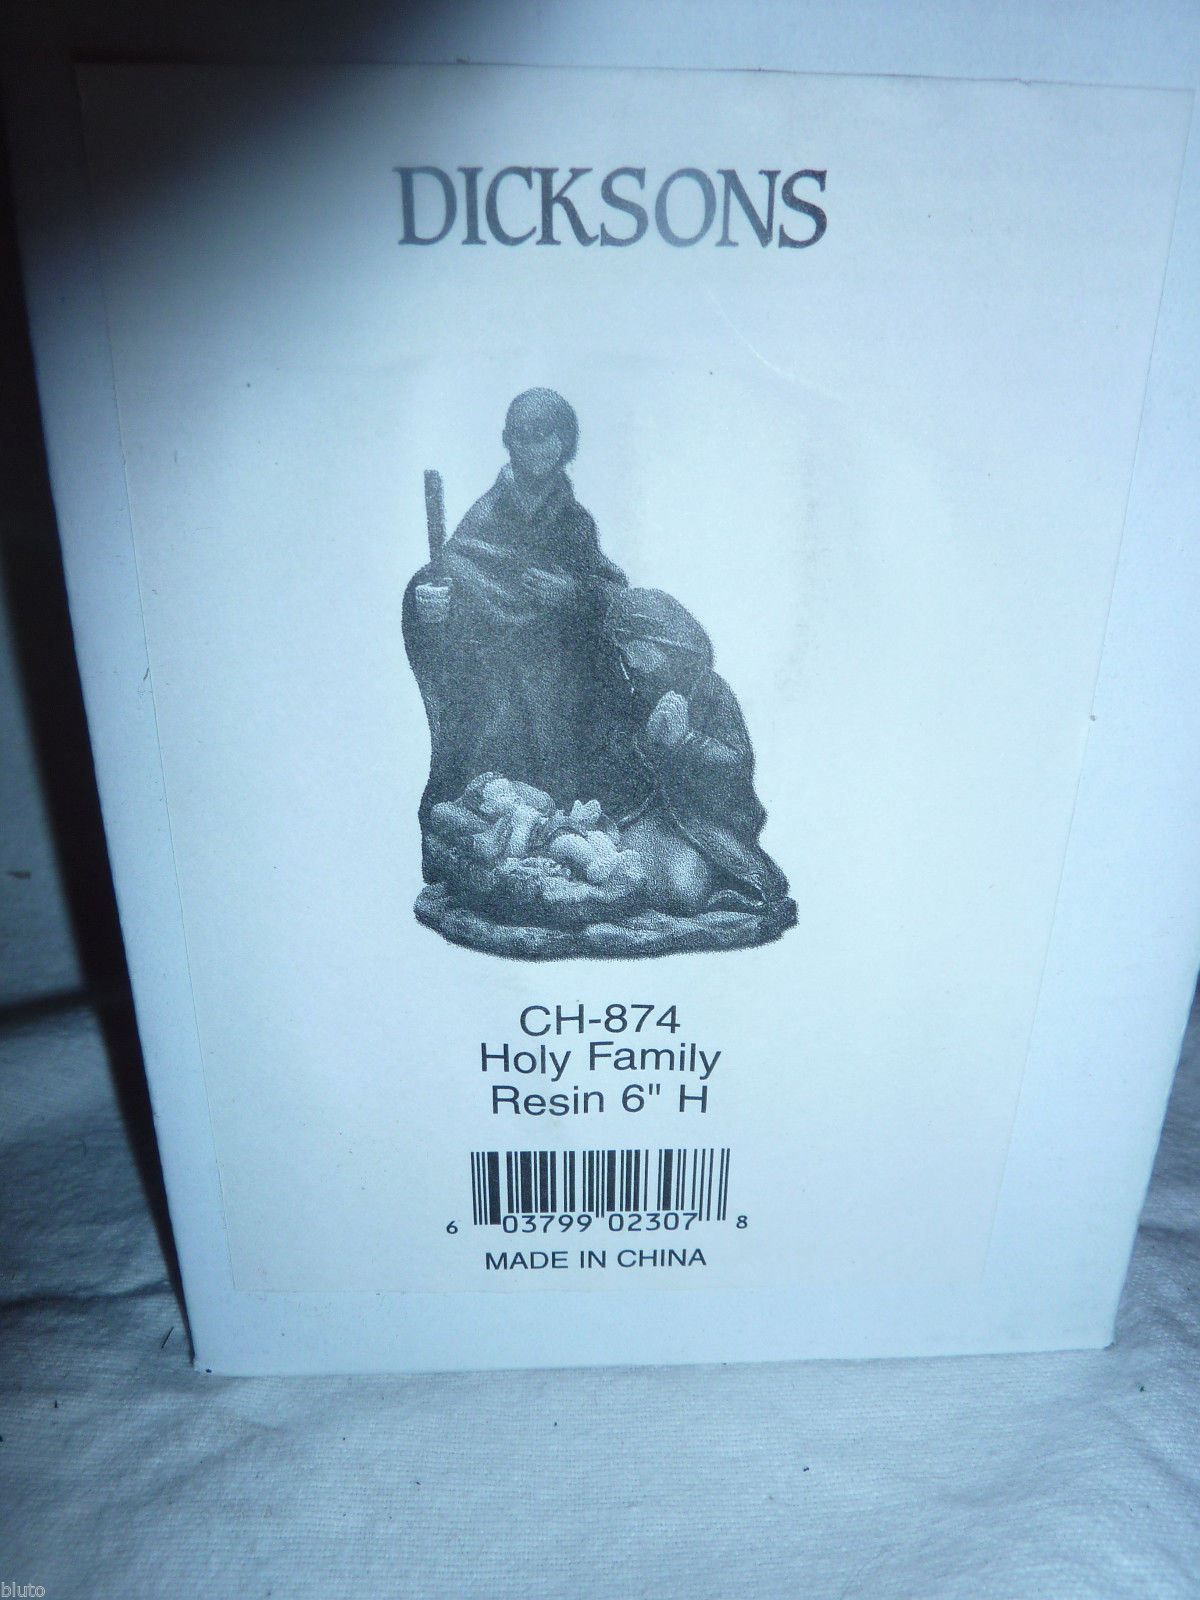 DICKSONS
CH-874
Holy Family
Resin 6" H
6 03799 02307 8
MADE IN CHINA
bluto